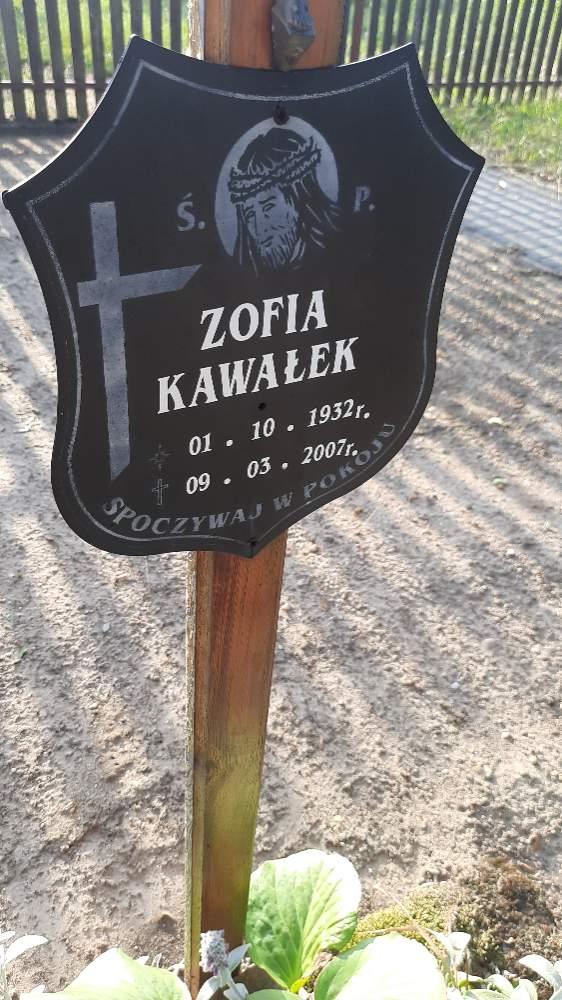 Ś. P.
ZOFIA
KAWAŁEK
01 . 10 . 1932r.
09 . 03 . 2007r.
SPOCZYWAJ W POKOJU